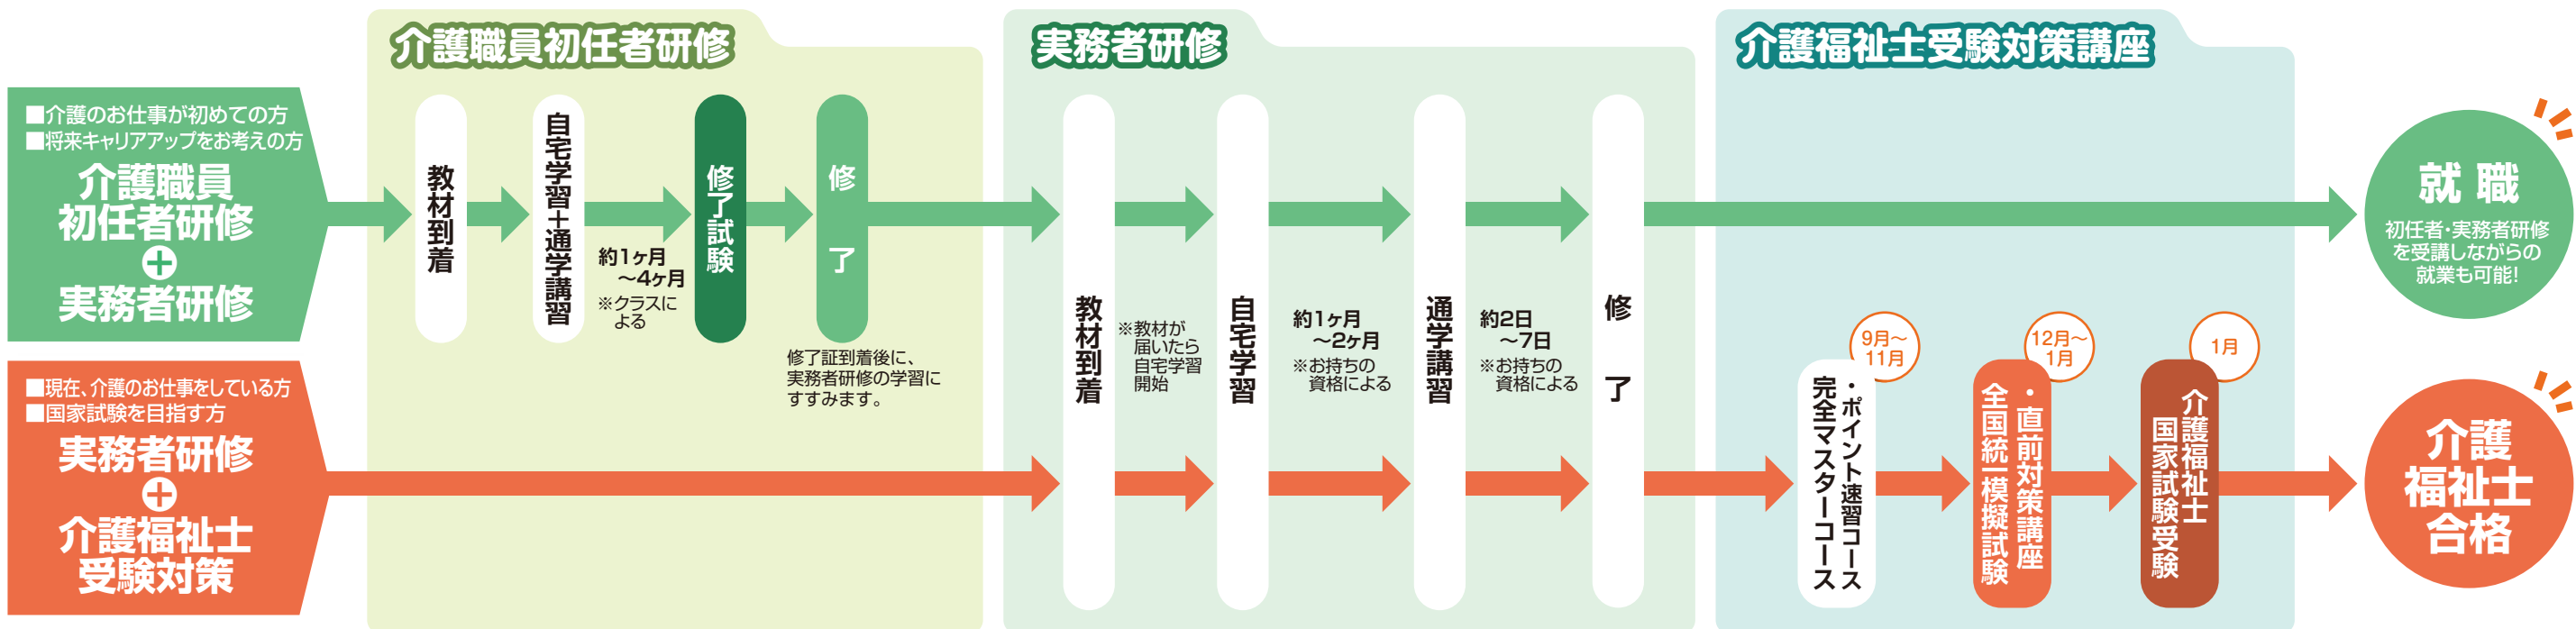 介護職員初任者研修
実務者研修
介護福祉士受験対策講座
■介護のお仕事が初めての方
■将来キャリアアップをお考えの方
介護職員
初任者研修
+
実務者研修
教材到着
自宅学習+通学講習
約1ヶ月
〜4ヶ月
※クラスに
よる
修了試験
修了
修了証到着後に、
実務者研修の学習に
すすみます。
教材到着
※教材が
届いたら
自宅学習
開始
自宅学習
約1ヶ月
〜2ヶ月
※お持ちの
資格による
通学講習
約2日
〜7日
※お持ちの
資格による
修了
就職
初任者・実務者研修
を受講しながらの
就業も可能!
■現在、介護のお仕事をしている方
■国家試験を目指す方
実務者研修
+
介護福祉士
受験対策
9月〜
11月
・ポイント速習コース
完全マスターコース
12月〜
1月
・直前対策講座
全国統一模擬試験
1月
介護福祉士
国家試験受験
介護
福祉士
合格